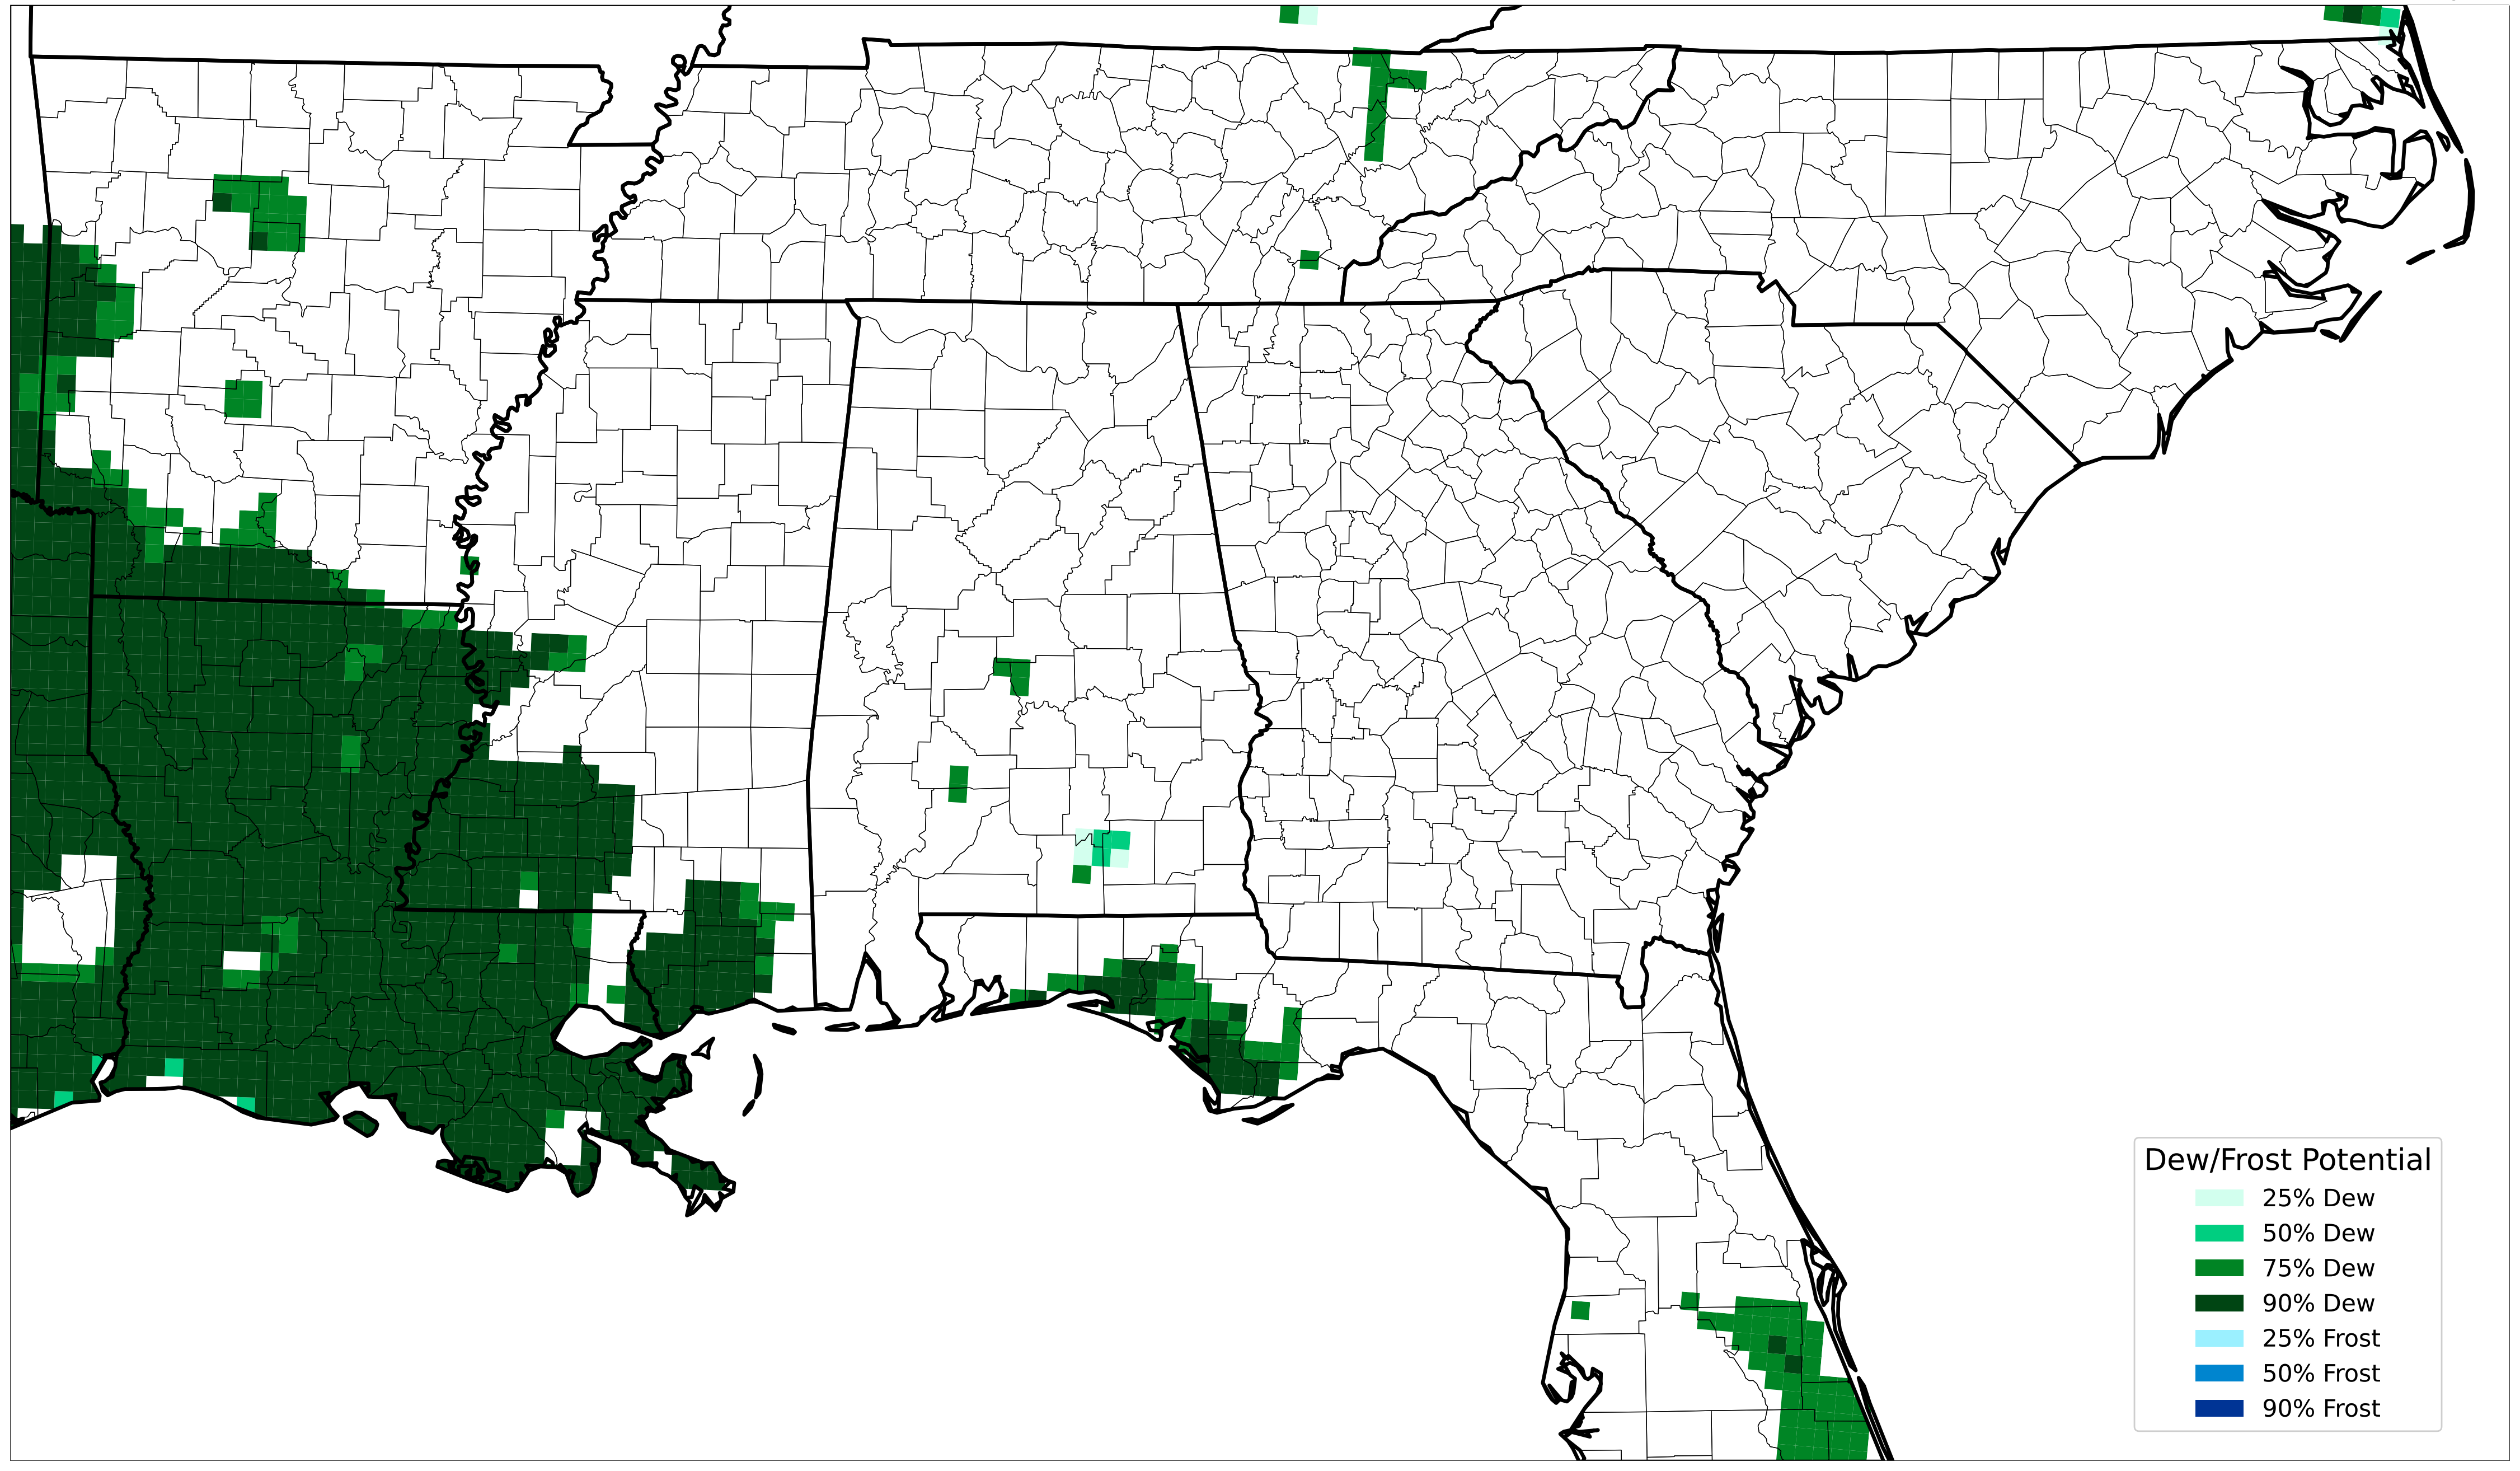 Dew/Frost Potential
25% Dew
50% Dew
75% Dew
90% Dew
25% Frost
50% Frost
90% Frost